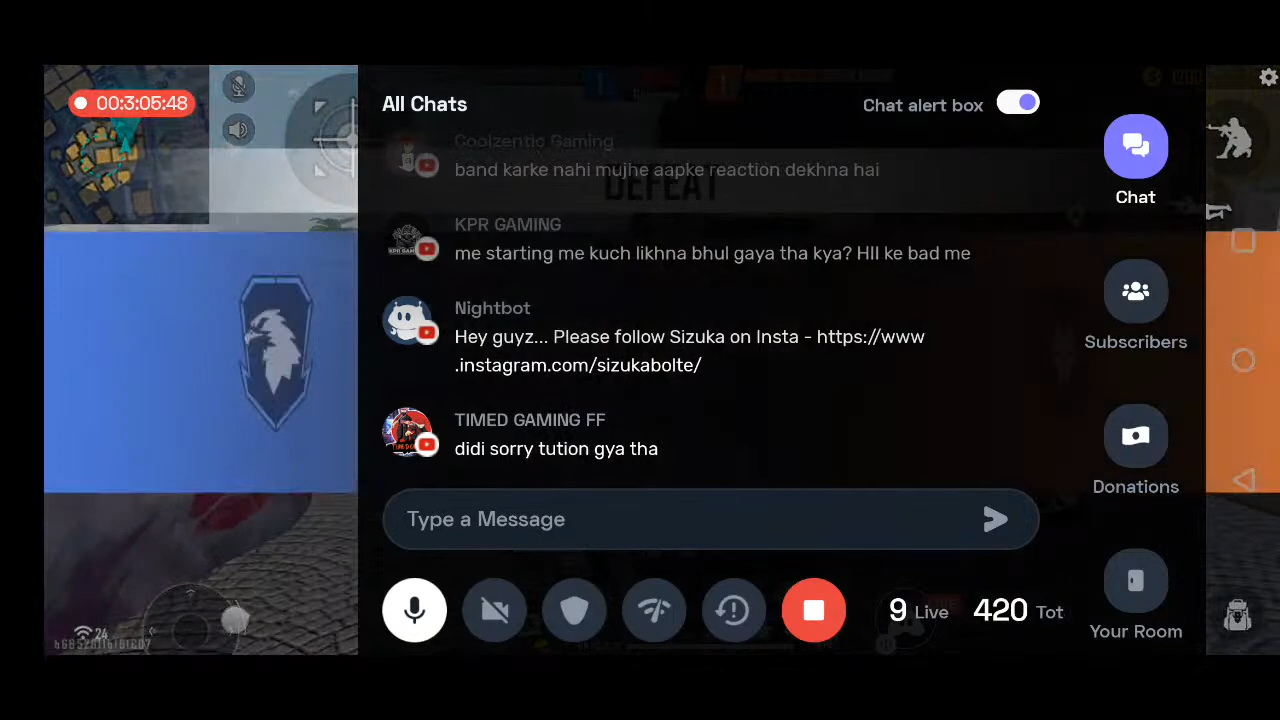 00:3:05:48
All Chats
Chat alert box
Coolzentic Gaming
band karke nahi mujhe aapke reaction dekhna hai
DEFEAT
Chat
KPR GAMING
me starting me kuch likhna bhul gaya tha kya? HII ke bad me
Nightbot
Hey guyz... Please follow Sizuka on Insta - https://www
.instagram.com/sizukabolte/
Subscribers
TIMED GAMING FF
didi sorry tution gya tha
Donations
Type a Message
9 Live 420 Tot
Your Room
24